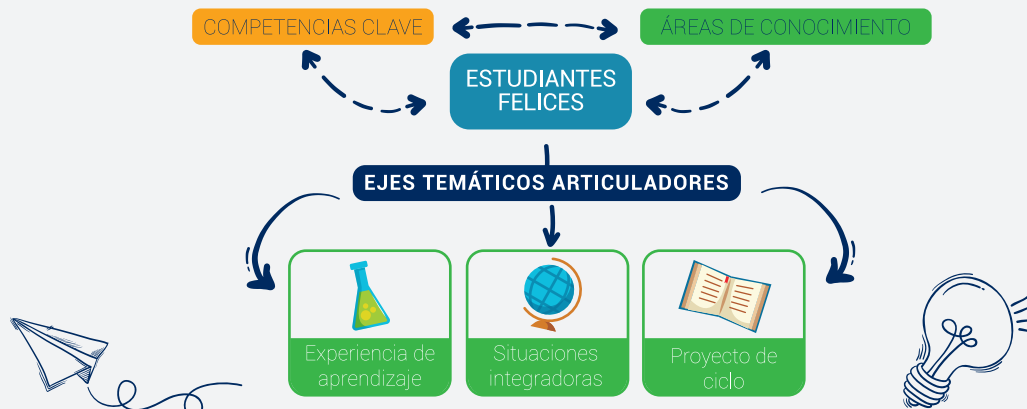 COMPETENCIAS CLAVE
ÁREAS DE CONOCIMIENTO
ESTUDIANTES
FELICES
EJES TEMÁTICOS ARTICULADORES
Experiencia de
aprendizaje
Situaciones
integradoras
Proyecto de
ciclo